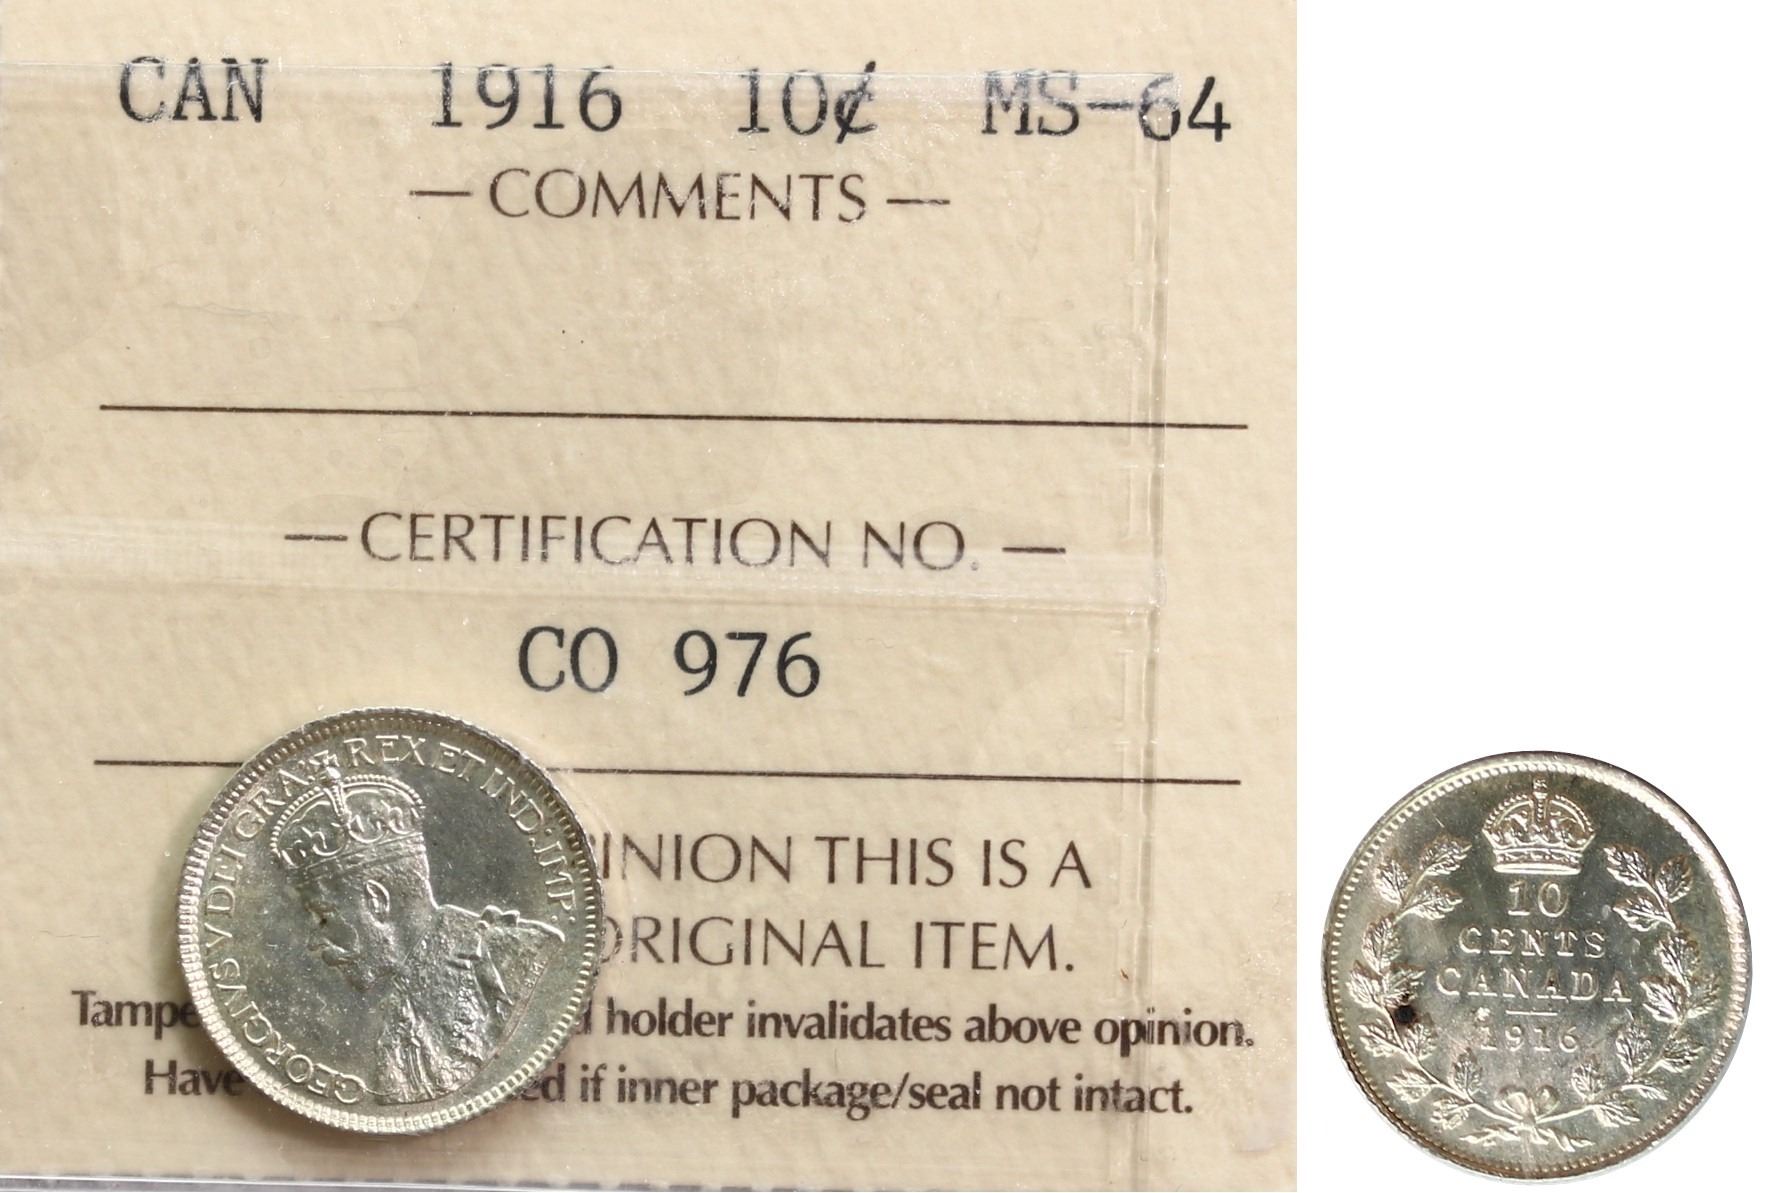 CAN 1916 10¢ MS-64
— COMMENTS —
— CERTIFICATION NO. —
CO 976
INION THIS IS A
ORIGINAL ITEM.
Tampe d holder invalidates above opinion.
Have ed if inner package/seal not intact.
GEORGIVS V DEI GRA: REX ET IND: IMP:
10
CENTS
CANADA
1916